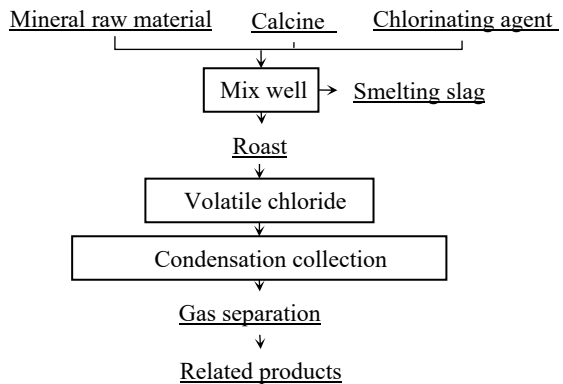 Mineral raw material Calcine Chlorinating agent
Mix well Smelting slag
Roast
Volatile chloride
Condensation collection
Gas separation
Related products